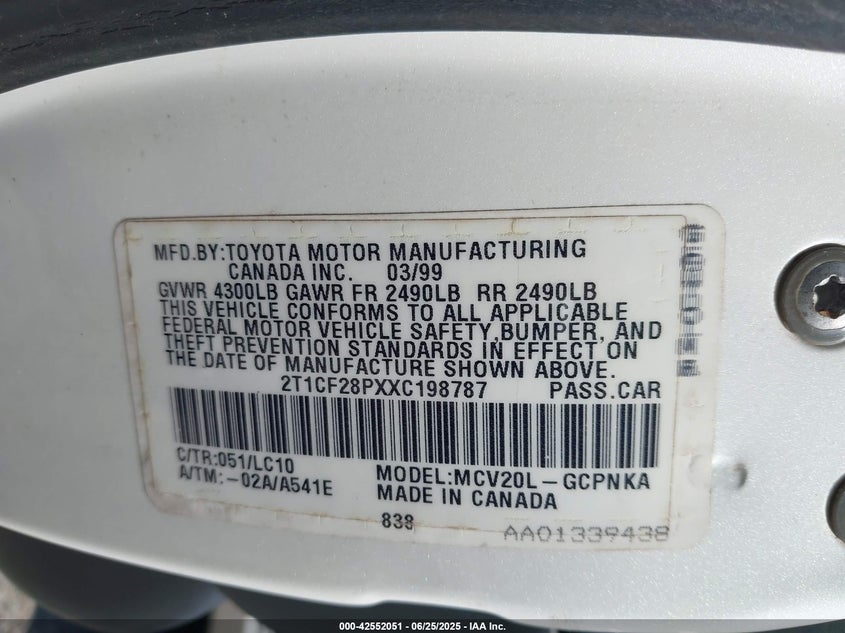 MFD.BY:TOYOTA MOTOR MANUFACTURING
CANADA INC. 03/99
GVWR 4300LB GAWR FR 2490LB RR 2490LB
THIS VEHICLE CONFORMS TO ALL APPLICABLE
FEDERAL MOTOR VEHICLE SAFETY,BUMPER, AND
THEFT PREVENTION STANDARDS IN EFFECT ON
THE DATE OF MANUFACTURE SHOWN ABOVE.
2T1CF28PXXC198787 PASS.CAR
C/TR:051/LC10
A/TM:-02A/A541E
MODEL:MCV20L-GCPNKA
MADE IN CANADA
838
AA01339438
000-42552051 | 06/25/2025 - IAA Inc.